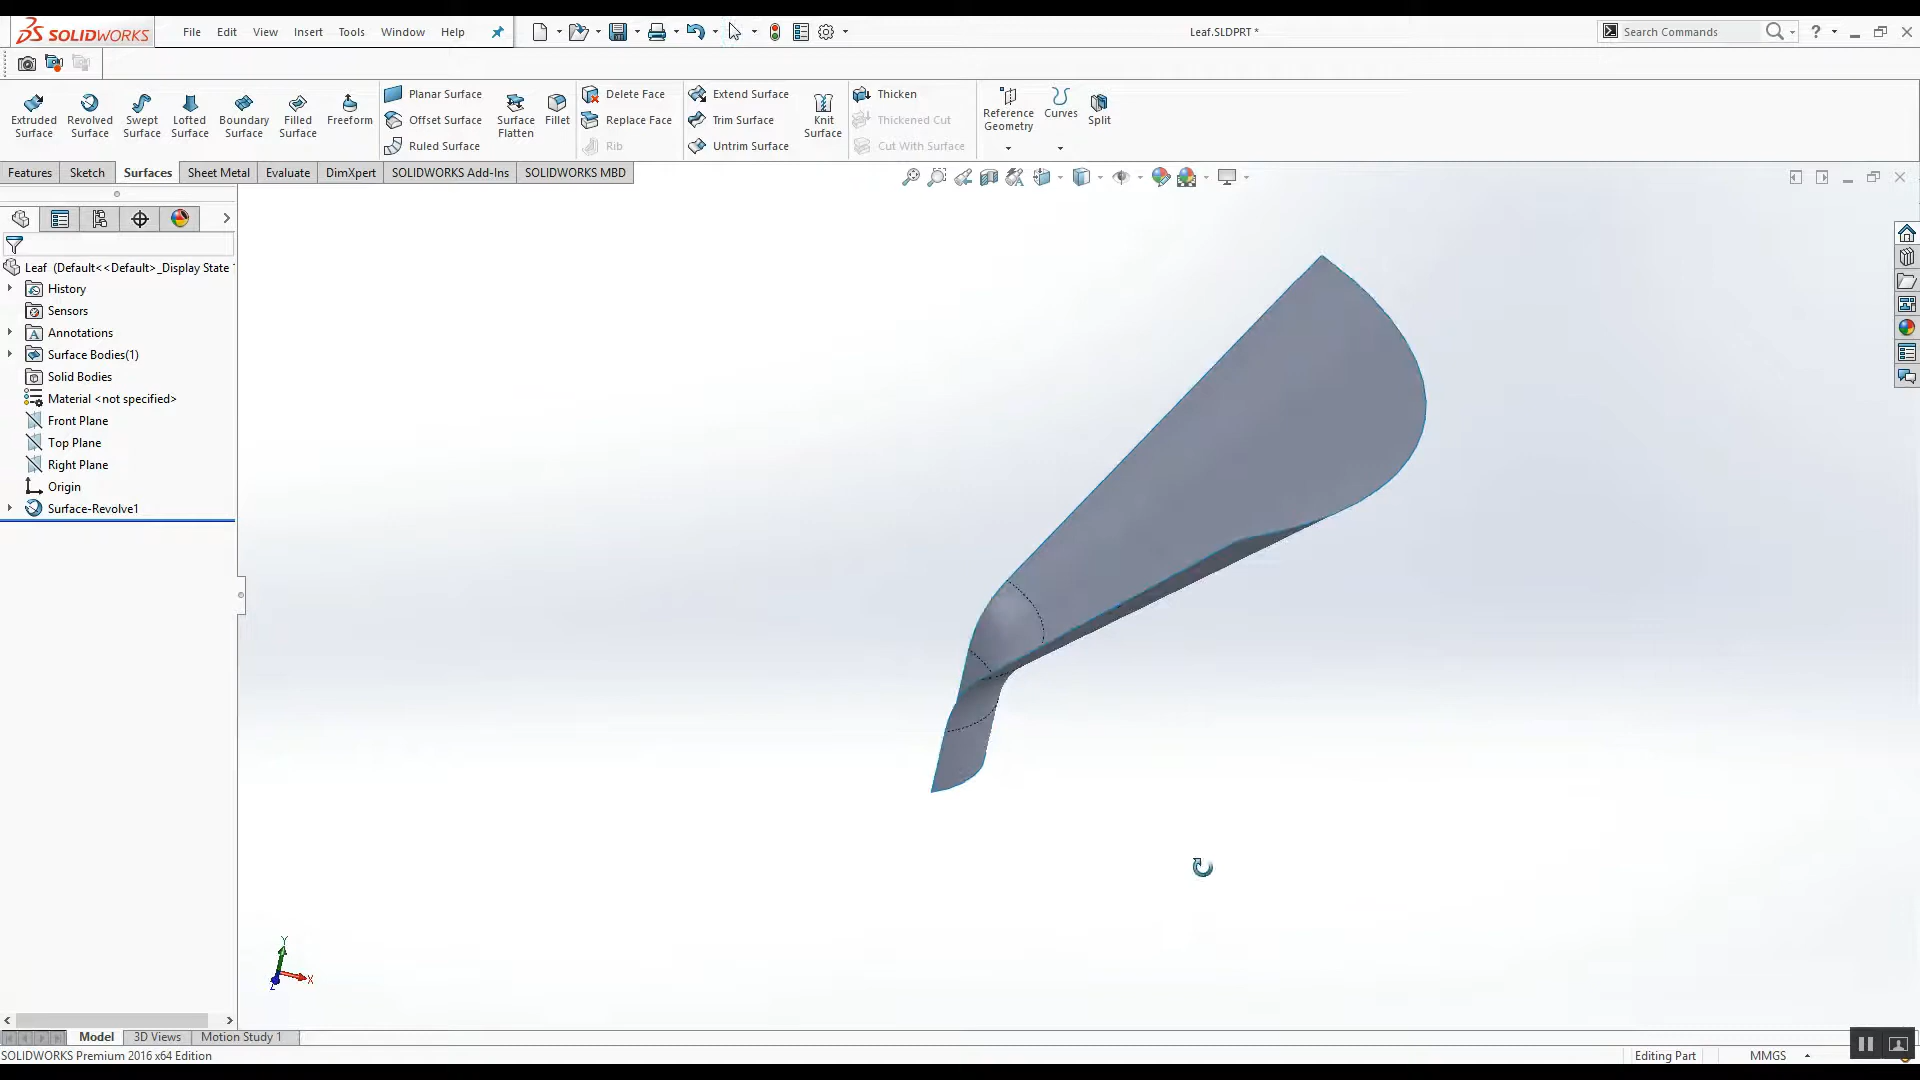 SOLIDWORKS File Edit View Insert Tools Window Help Leaf.SLDPRT * Search Commands ?
Extruded Surface
Revolved Surface
Swept Surface
Lofted Surface
Boundary Surface
Filled Surface
Freeform
Planar Surface
Offset Surface
Ruled Surface
Surface Flatten
Fillet
Delete Face
Replace Face
Rib
Extend Surface
Trim Surface
Untrim Surface
Knit Surface
Thicken
Thickened Cut
Cut With Surface
Reference Geometry
Curves
Split
Features Sketch Surfaces Sheet Metal Evaluate DimXpert SOLIDWORKS Add-Ins SOLIDWORKS MBD
Leaf (Default<<Default>_Display State
History
Sensors
Annotations
Surface Bodies(1)
Solid Bodies
Material <not specified>
Front Plane
Top Plane
Right Plane
Origin
Surface-Revolve1
Y
X
Z
Model 3D Views Motion Study 1
SOLIDWORKS Premium 2016 x64 Edition Editing Part MMGS